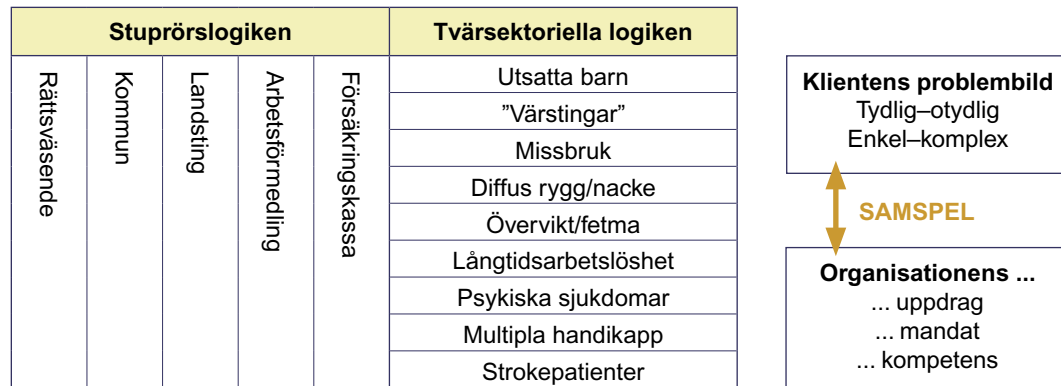 Stuprörslogiken
Tvärsektoriella logiken
Rättsväsende
Kommun
Landsting
Arbetsförmedling
Försäkringskassa
Utsatta barn
”Värstingar”
Missbruk
Diffus rygg/nacke
Övervikt/fetma
Långtidsarbetslöshet
Psykiska sjukdomar
Multipla handikapp
Strokepatienter
Klientens problembild
Tydlig–otydlig
Enkel–komplex
SAMSPEL
Organisationens ...
... uppdrag
... mandat
... kompetens